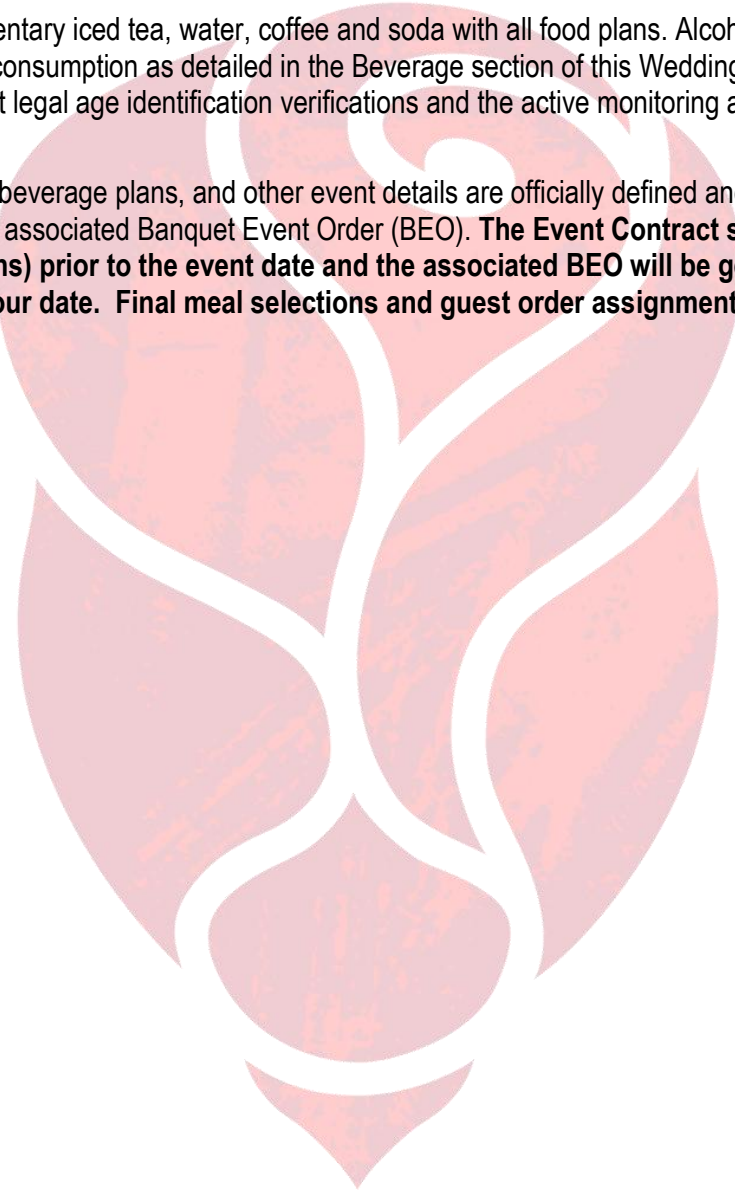 entary iced tea, water, coffee and soda with all food plans. Alcoh
consumption as detailed in the Beverage section of this Wedding
t legal age identification verifications and the active monitoring a
beverage plans, and other event details are officially defined an
associated Banquet Event Order (BEO). The Event Contract s
ns) prior to the event date and the associated BEO will be g
our date. Final meal selections and guest order assignment